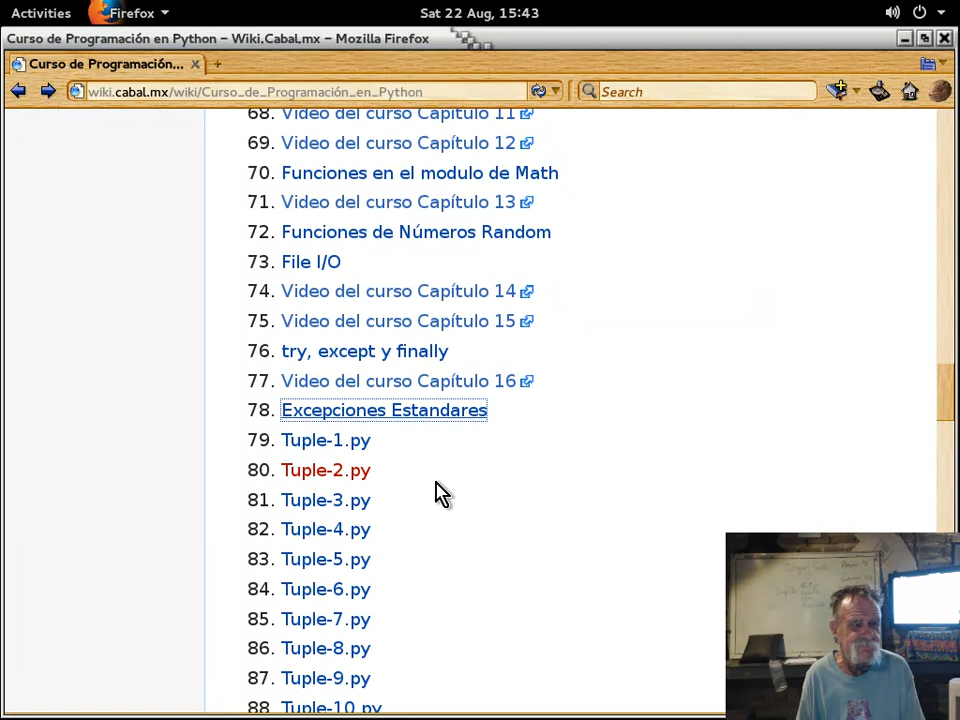 Activities Firefox Sat 22 Aug, 15:43
Curso de Programación en Python – Wiki.Cabal.mx – Mozilla Firefox
Curso de Programación... × +
wiki.cabal.mx/wiki/Curso_de_Programación_en_Python Search
68. Video del curso Capítulo 11
69. Video del curso Capítulo 12
70. Funciones en el modulo de Math
71. Video del curso Capítulo 13
72. Funciones de Números Random
73. File I/O
74. Video del curso Capítulo 14
75. Video del curso Capítulo 15
76. try, except y finally
77. Video del curso Capítulo 16
78. Excepciones Estandares
79. Tuple-1.py
80. Tuple-2.py
81. Tuple-3.py
82. Tuple-4.py
83. Tuple-5.py
84. Tuple-6.py
85. Tuple-7.py
86. Tuple-8.py
87. Tuple-9.py
88. Tuple-10.py